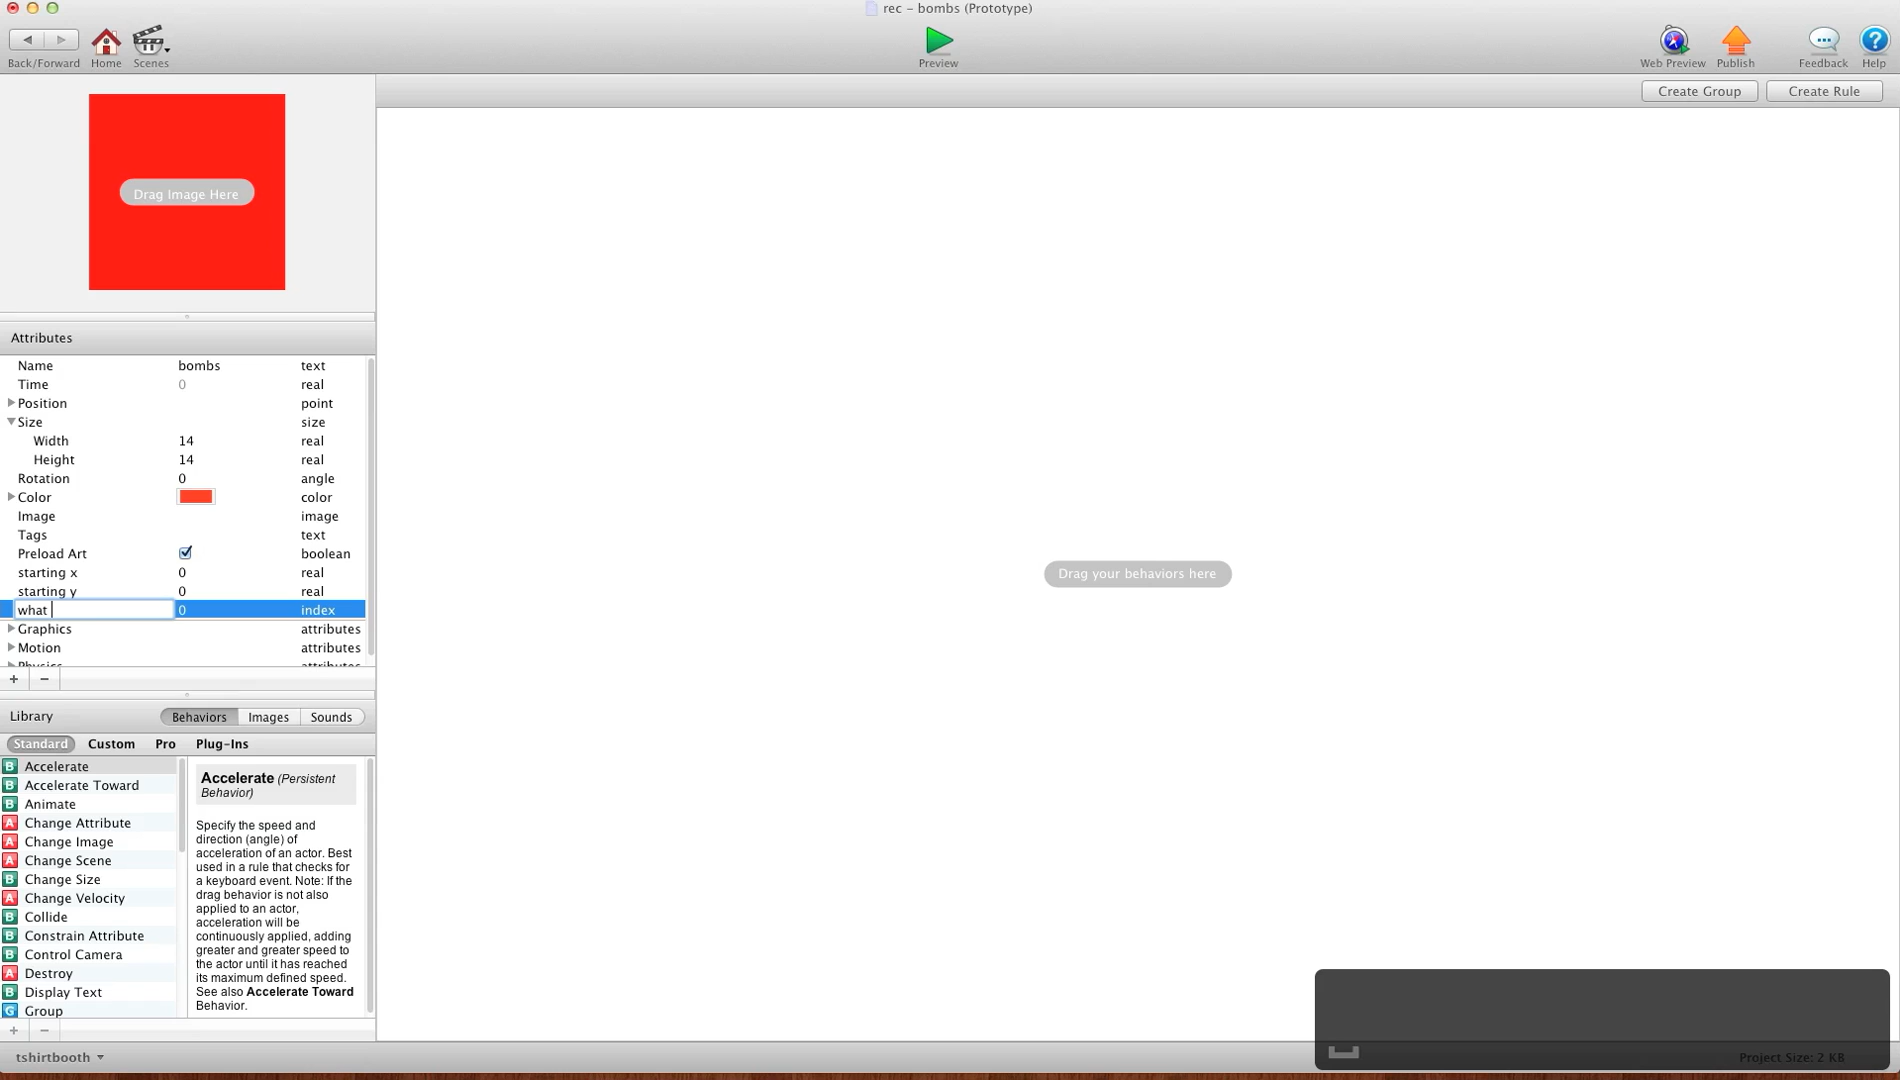 rec – bombs (Prototype)
Back/Forward Home Scenes Preview Web Preview Publish Feedback Help
Create Group Create Rule
Drag Image Here
Attributes
Name bombs text
Time 0 real
Position point
Size size
Width 14 real
Height 14 real
Rotation 0 angle
Color color
Image image
Tags text
Preload Art boolean
starting x 0 real
starting y 0 real
what 0 index
Graphics attributes
Motion attributes
Physics attributes
+ −
Drag your behaviors here
Library Behaviors Images Sounds
Standard Custom Pro Plug-Ins
B Accelerate
B Accelerate Toward
B Animate
A Change Attribute
A Change Image
A Change Scene
B Change Size
A Change Velocity
B Collide
B Constrain Attribute
B Control Camera
A Destroy
B Display Text
G Group
Accelerate (Persistent
Behavior)
Specify the speed and
direction (angle) of
acceleration of an actor. Best
used in a rule that checks for
a keyboard event. Note: If the
drag behavior is not also
applied to an actor,
acceleration will be
continuously applied, adding
greater and greater speed to
the actor until it has reached
its maximum defined speed.
See also Accelerate Toward
Behavior.
+ −
tshirtbooth
Project Size: 2 KB